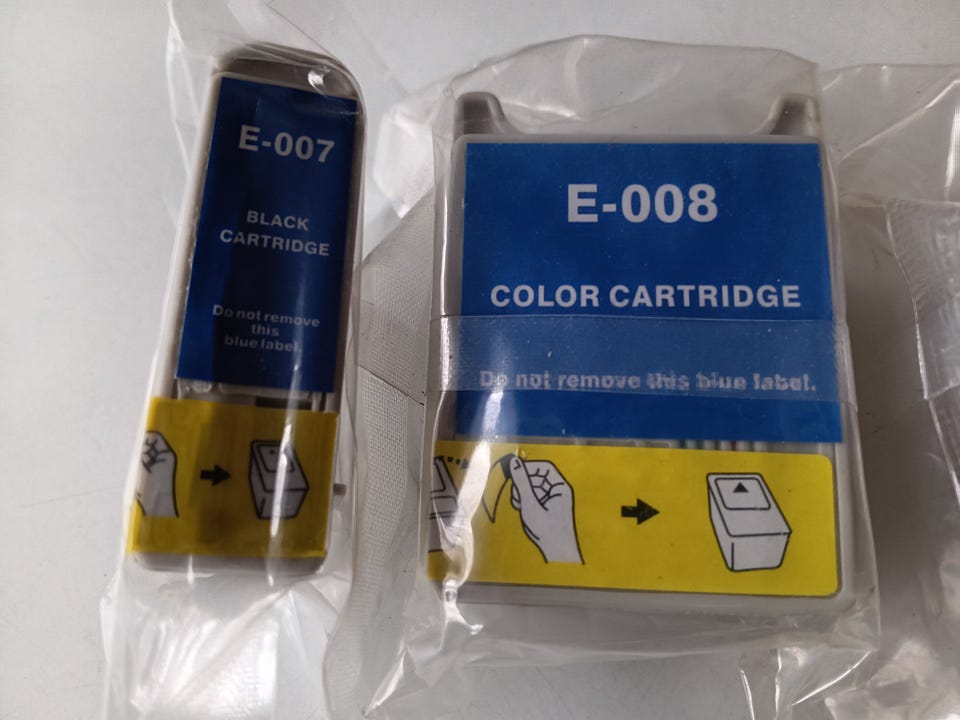 E-007
BLACK
CARTRIDGE
Do not remove
this
blue label.
E-008
COLOR CARTRIDGE
Do not remove this blue label.